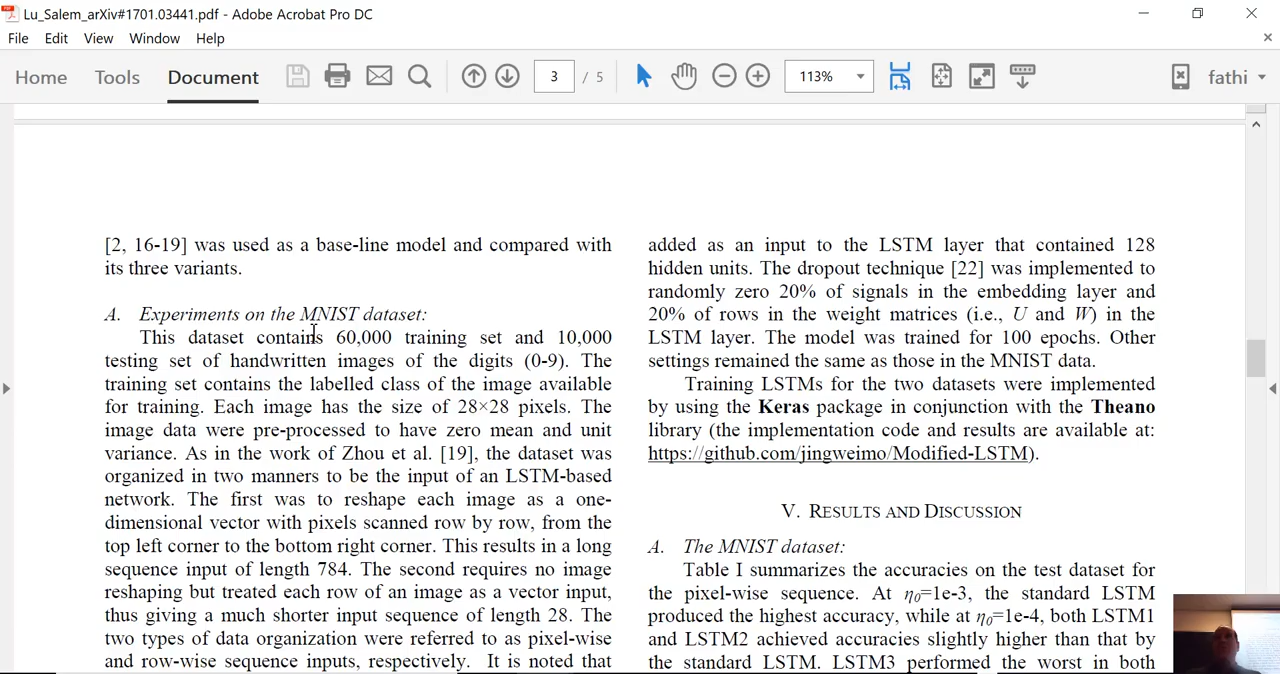 Lu_Salem_arXiv#1701.03441.pdf - Adobe Acrobat Pro DC
File Edit View Window Help
Home Tools Document 3 / 5 113% fathi
[2, 16-19] was used as a base-line model and compared with
its three variants.
A. Experiments on the MNIST dataset:
This dataset contains 60,000 training set and 10,000
testing set of handwritten images of the digits (0-9). The
training set contains the labelled class of the image available
for training. Each image has the size of 28×28 pixels. The
image data were pre-processed to have zero mean and unit
variance. As in the work of Zhou et al. [19], the dataset was
organized in two manners to be the input of an LSTM-based
network. The first was to reshape each image as a one-
dimensional vector with pixels scanned row by row, from the
top left corner to the bottom right corner. This results in a long
sequence input of length 784. The second requires no image
reshaping but treated each row of an image as a vector input,
thus giving a much shorter input sequence of length 28. The
two types of data organization were referred to as pixel-wise
and row-wise sequence inputs, respectively. It is noted that
added as an input to the LSTM layer that contained 128
hidden units. The dropout technique [22] was implemented to
randomly zero 20% of signals in the embedding layer and
20% of rows in the weight matrices (i.e., U and W) in the
LSTM layer. The model was trained for 100 epochs. Other
settings remained the same as those in the MNIST data.
Training LSTMs for the two datasets were implemented
by using the Keras package in conjunction with the Theano
library (the implementation code and results are available at:
https://github.com/jingweimo/Modified-LSTM).
V. RESULTS AND DISCUSSION
A. The MNIST dataset:
Table I summarizes the accuracies on the test dataset for
the pixel-wise sequence. At η0=1e-3, the standard LSTM
produced the highest accuracy, while at η0=1e-4, both LSTM1
and LSTM2 achieved accuracies slightly higher than that by
the standard LSTM. LSTM3 performed the worst in both